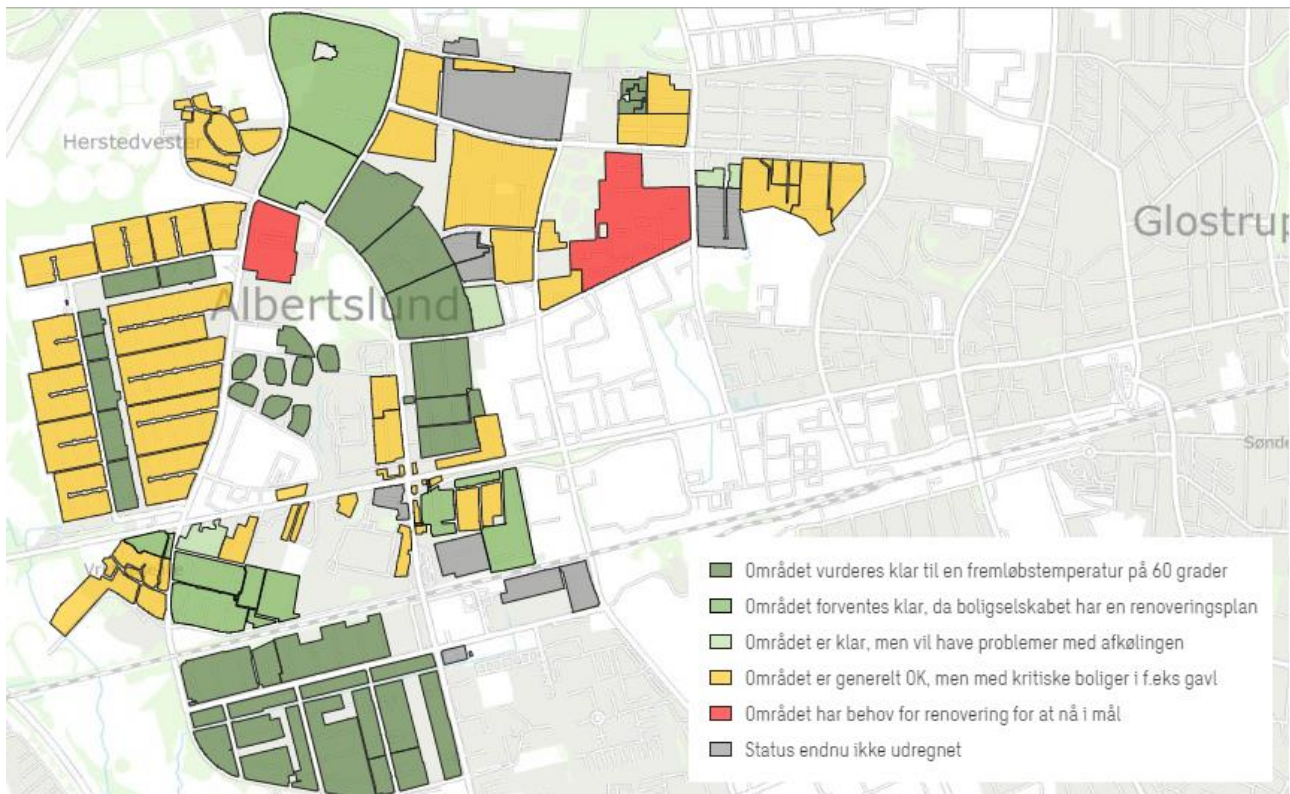 Herstedvester
Glostrup
Albertslund
Sønde
Området vurderes klar til en fremløbstemperatur på 60 grader
Området forventes klar, da boligselskabet har en renoveringsplan
Området er klar, men vil have problemer med afkølingen
Området er generelt OK, men med kritiske boliger i f.eks gavl
Området har behov for renovering for at nå i mål
Status endnu ikke udregnet